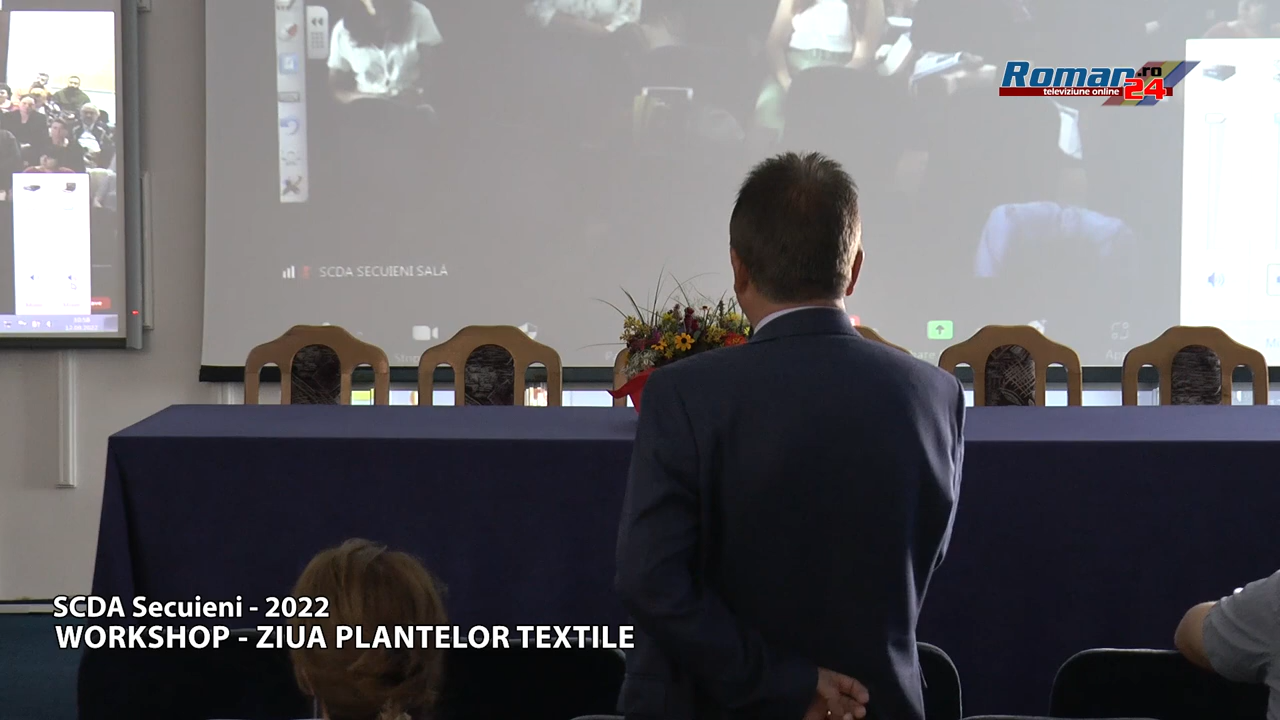 Roman .ro
televiziune online 24
SCDA SECUIENI SALĂ
SCDA Secuieni - 2022
WORKSHOP - ZIUA PLANTELOR TEXTILE